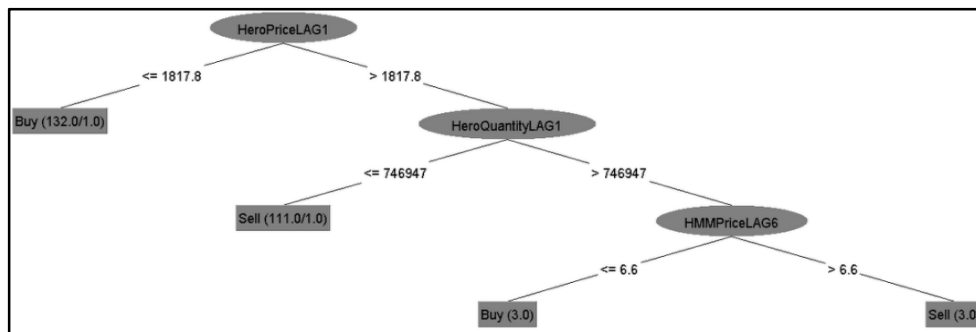 HeroPriceLAG1
<= 1817.8 > 1817.8
Buy (132.0/1.0)
HeroQuantityLAG1
<= 746947 > 746947
Sell (111.0/1.0)
HMMPriceLAG6
<= 6.6 > 6.6
Buy (3.0) Sell (3.0